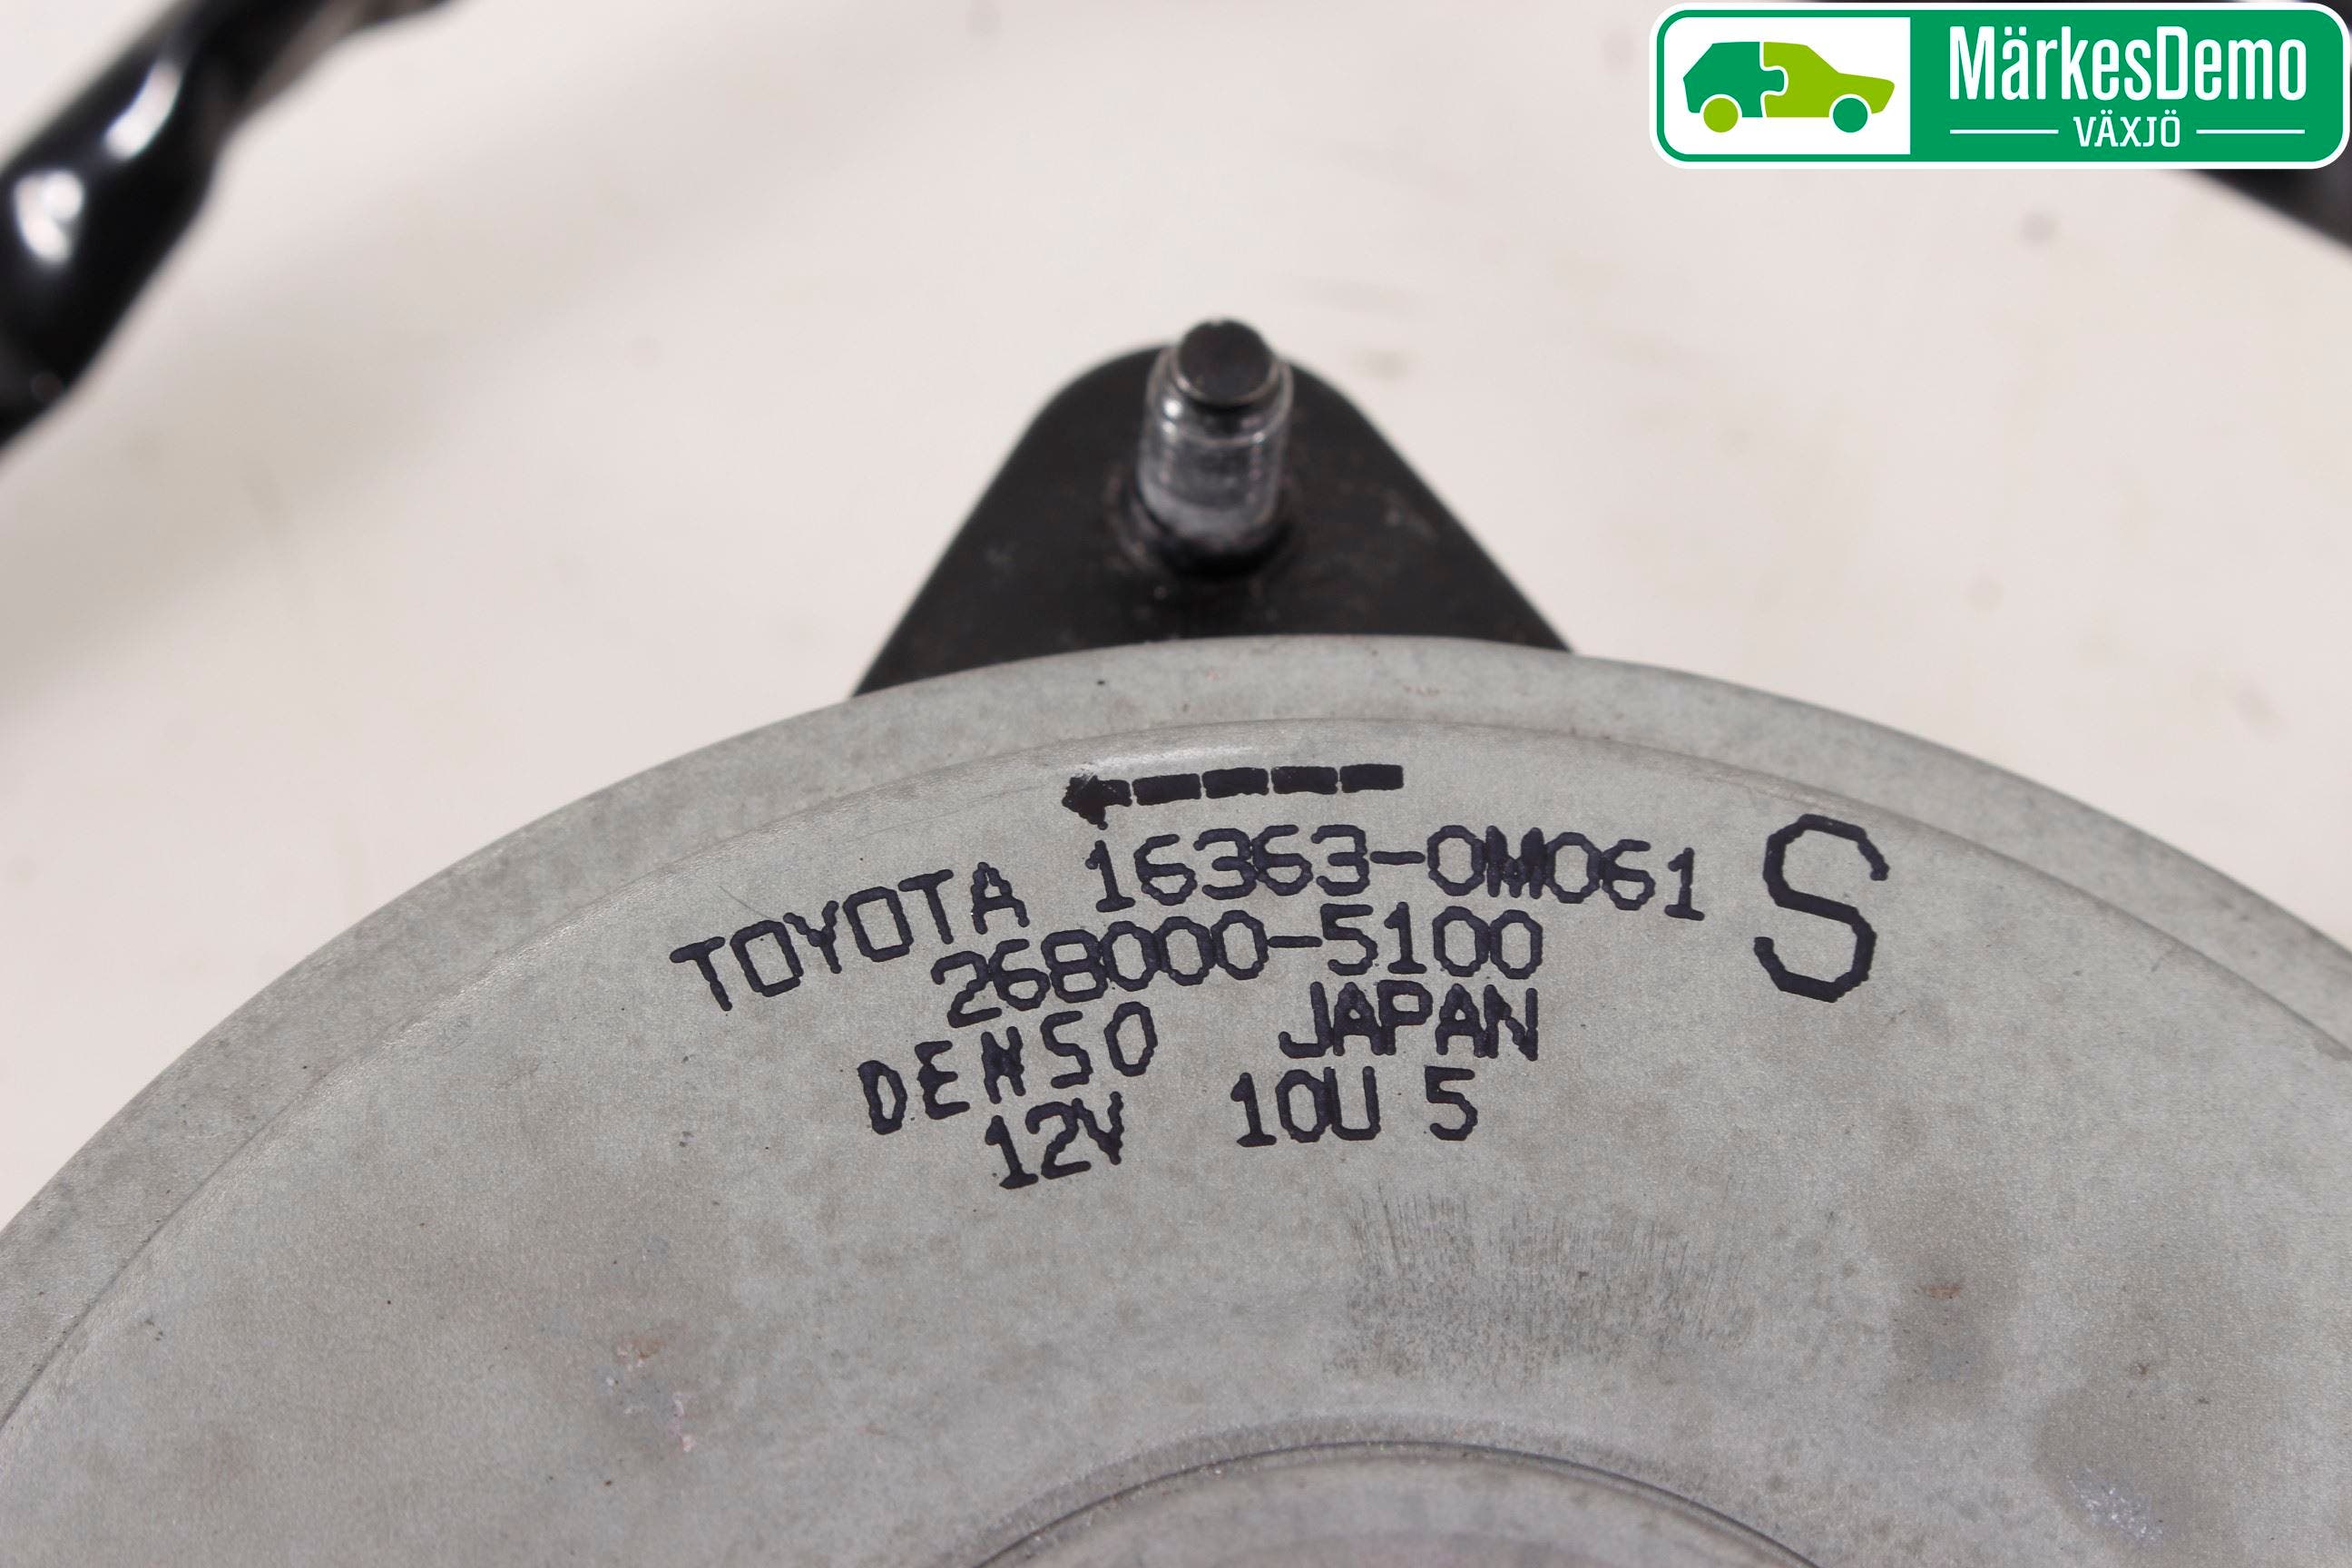 MärkesDemo
VÄXJÖ
TOYOTA 16363-0M061 S
268000-5100
DENSO JAPAN
12V 10U 5